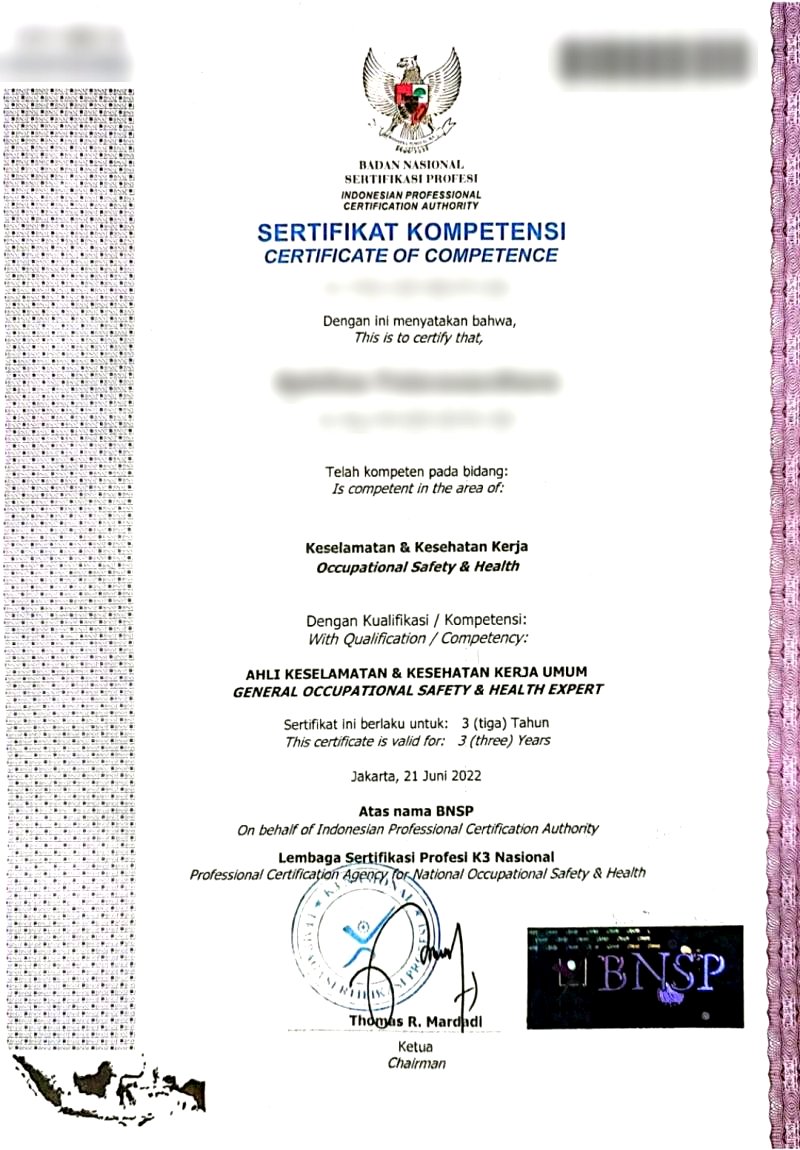 BADAN NASIONAL
SERTIFIKASI PROFESI
INDONESIAN PROFESSIONAL
CERTIFICATION AUTHORITY
SERTIFIKAT KOMPETENSI
CERTIFICATE OF COMPETENCE
Dengan ini menyatakan bahwa,
This is to certify that,
Telah kompeten pada bidang:
Is competent in the area of:
Keselamatan & Kesehatan Kerja
Occupational Safety & Health
Dengan Kualifikasi / Kompetensi:
With Qualification / Competency:
AHLI KESELAMATAN & KESEHATAN KERJA UMUM
GENERAL OCCUPATIONAL SAFETY & HEALTH EXPERT
Sertifikat ini berlaku untuk: 3 (tiga) Tahun
This certificate is valid for: 3 (three) Years
Jakarta, 21 Juni 2022
Atas nama BNSP
On behalf of Indonesian Professional Certification Authority
Lembaga Sertifikasi Profesi K3 Nasional
Professional Certification Agency for National Occupational Safety & Health
BNSP
Thomas R. Mardadi
Ketua
Chairman